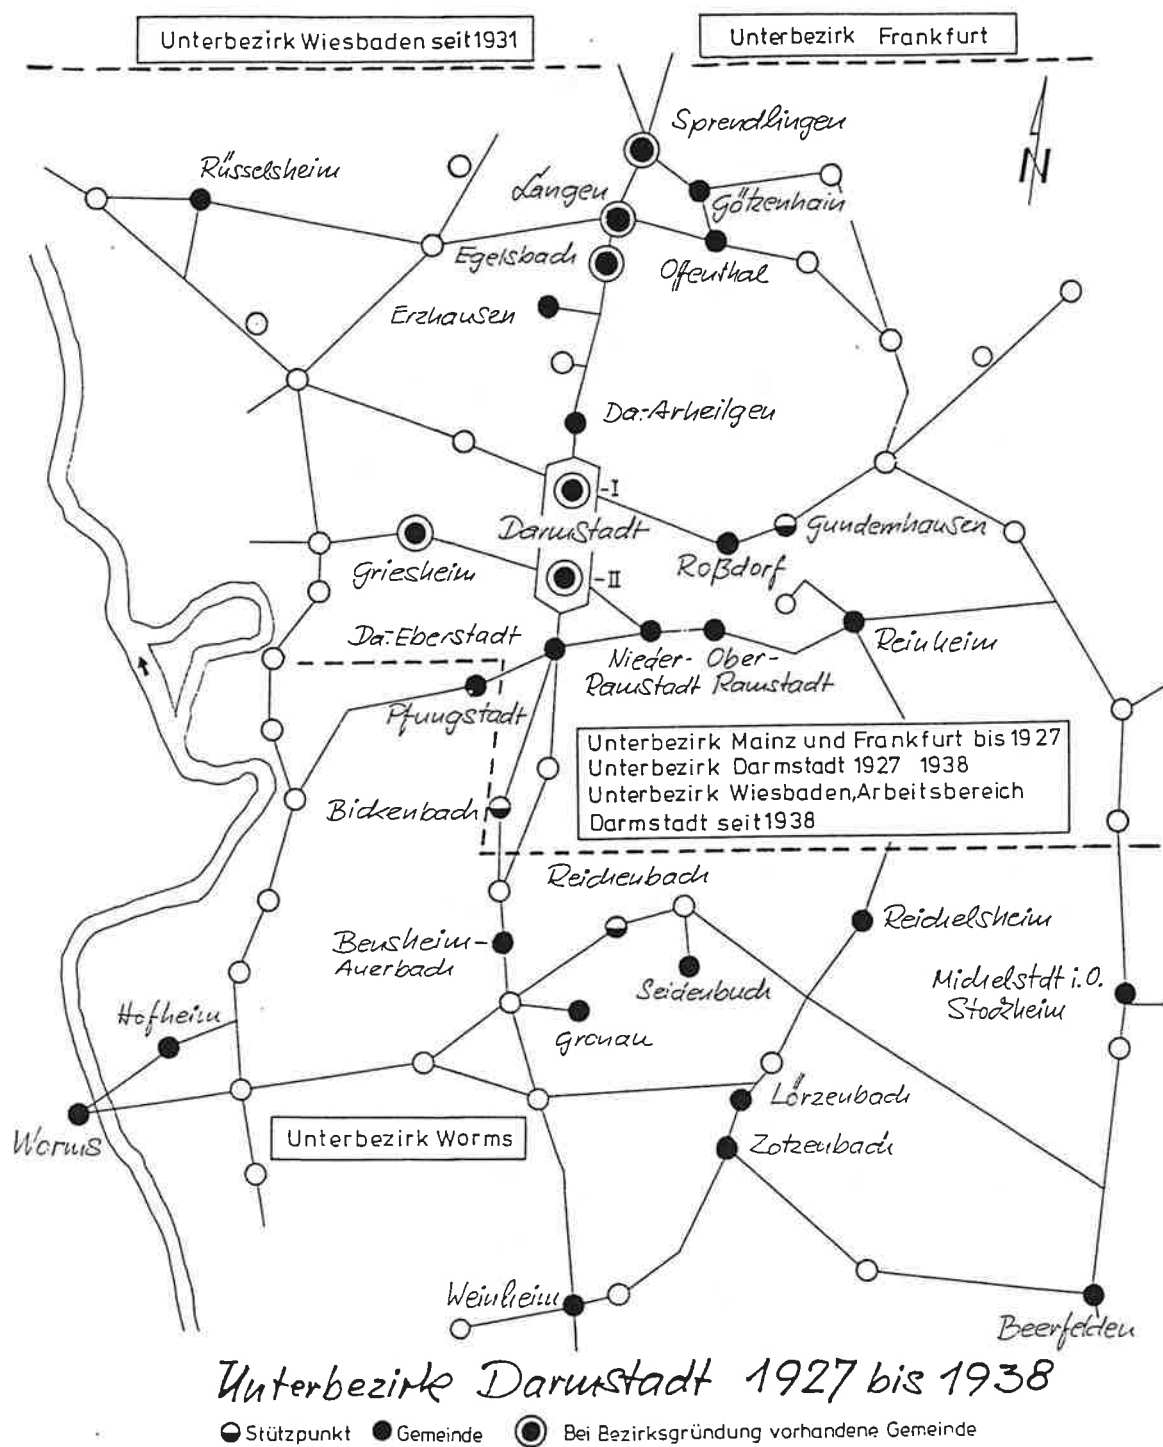 Unterbezirk Wiesbaden seit 1931
Unterbezirk Frankfurt
Sprendlingen
Rüsselsheim
N
Langen
Götzenhain
Egelsbach
Ofenthal
Erzhausen
Da.-Arheilgen
-I
Darmstadt
Gundernhausen
Roßdorf
Griesheim
-II
Da.-Eberstadt
Reinheim
Nieder- Ober-
Ramstadt Ramstadt
Pfungstadt
Unterbezirk Mainz und Frankfurt bis 1927
Unterbezirk Darmstadt 1927 1938
Unterbezirk Wiesbaden, Arbeitsbereich
Darmstadt seit 1938
Bickenbach
Reichenbach
Reichelsheim
Bensheim-
Auerbach
Seidenbuch
Michelstdt i.O.
Stockheim
Hofheim
Gronau
Lörzenbach
Worms
Unterbezirk Worms
Zotzenbach
Weinheim
Beerfelden
Unterbezirk Darmstadt 1927 bis 1938
Stützpunkt Gemeinde Bei Bezirksgründung vorhandene Gemeinde